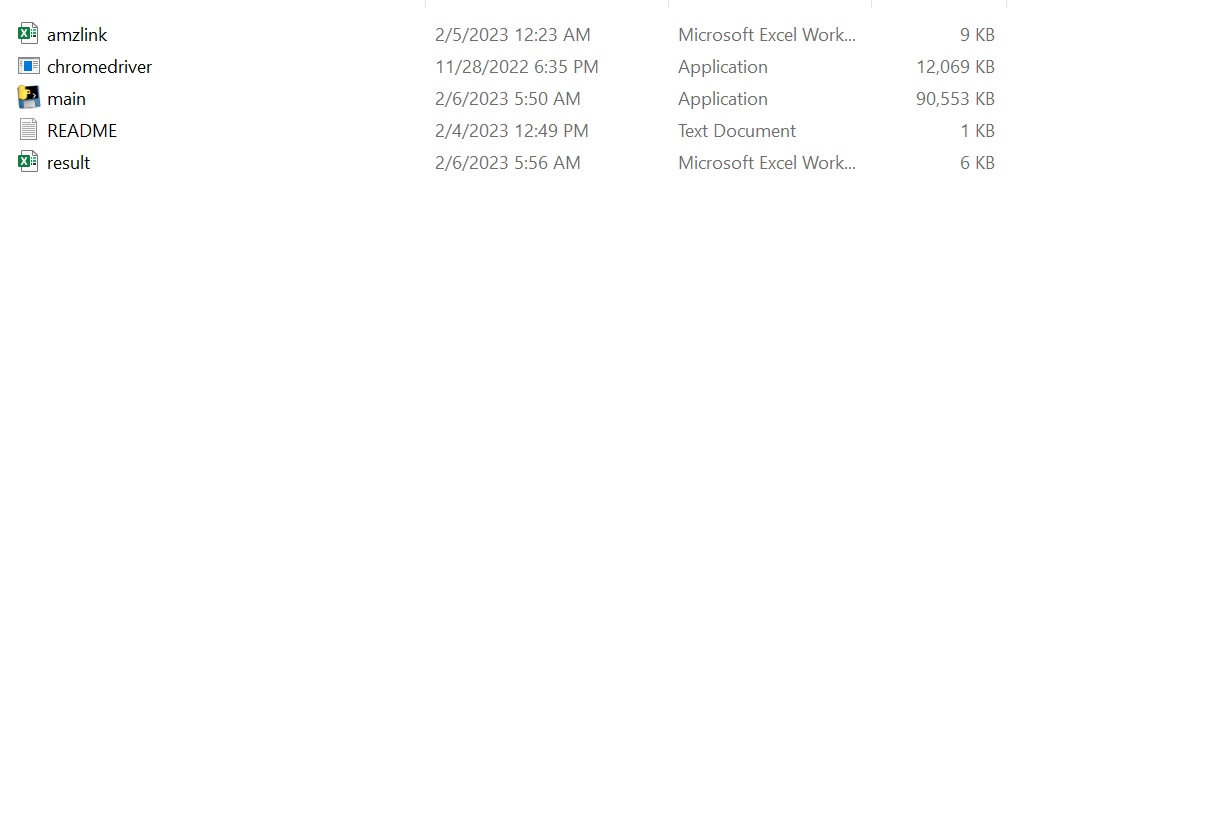 amzlink 2/5/2023 12:23 AM Microsoft Excel Work... 9 KB
chromedriver 11/28/2022 6:35 PM Application 12,069 KB
main 2/6/2023 5:50 AM Application 90,553 KB
README 2/4/2023 12:49 PM Text Document 1 KB
result 2/6/2023 5:56 AM Microsoft Excel Work... 6 KB